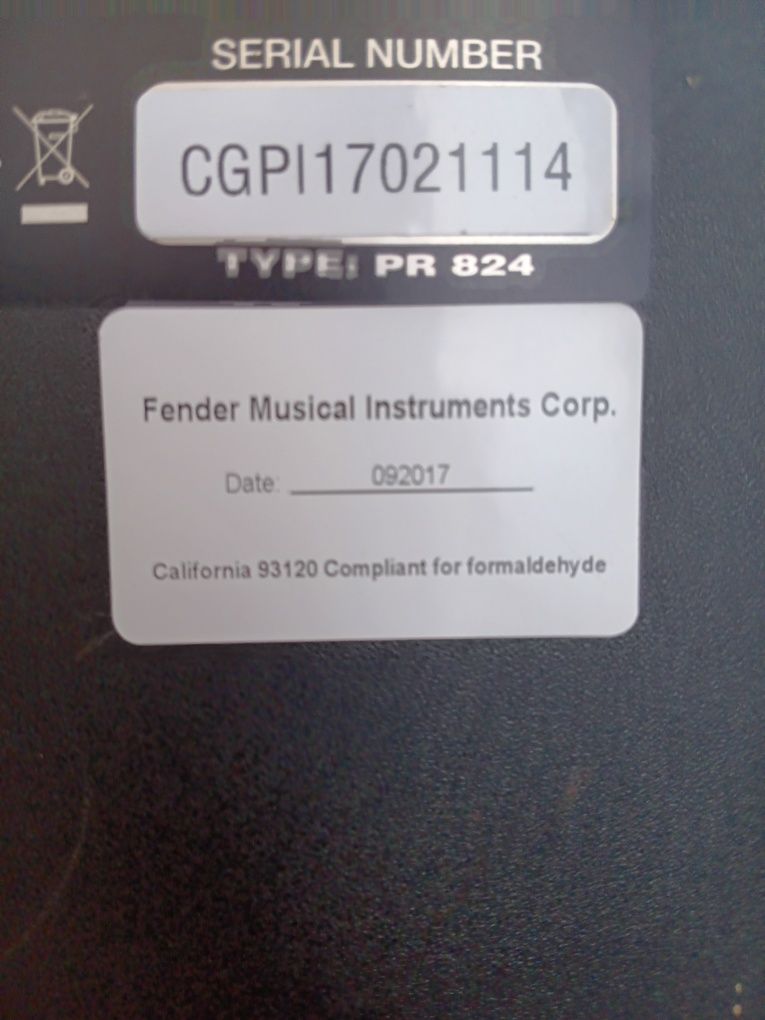 SERIAL NUMBER
CGPI17021114
TYPE: PR 824
Fender Musical Instruments Corp.
Date: 092017
California 93120 Compliant for formaldehyde